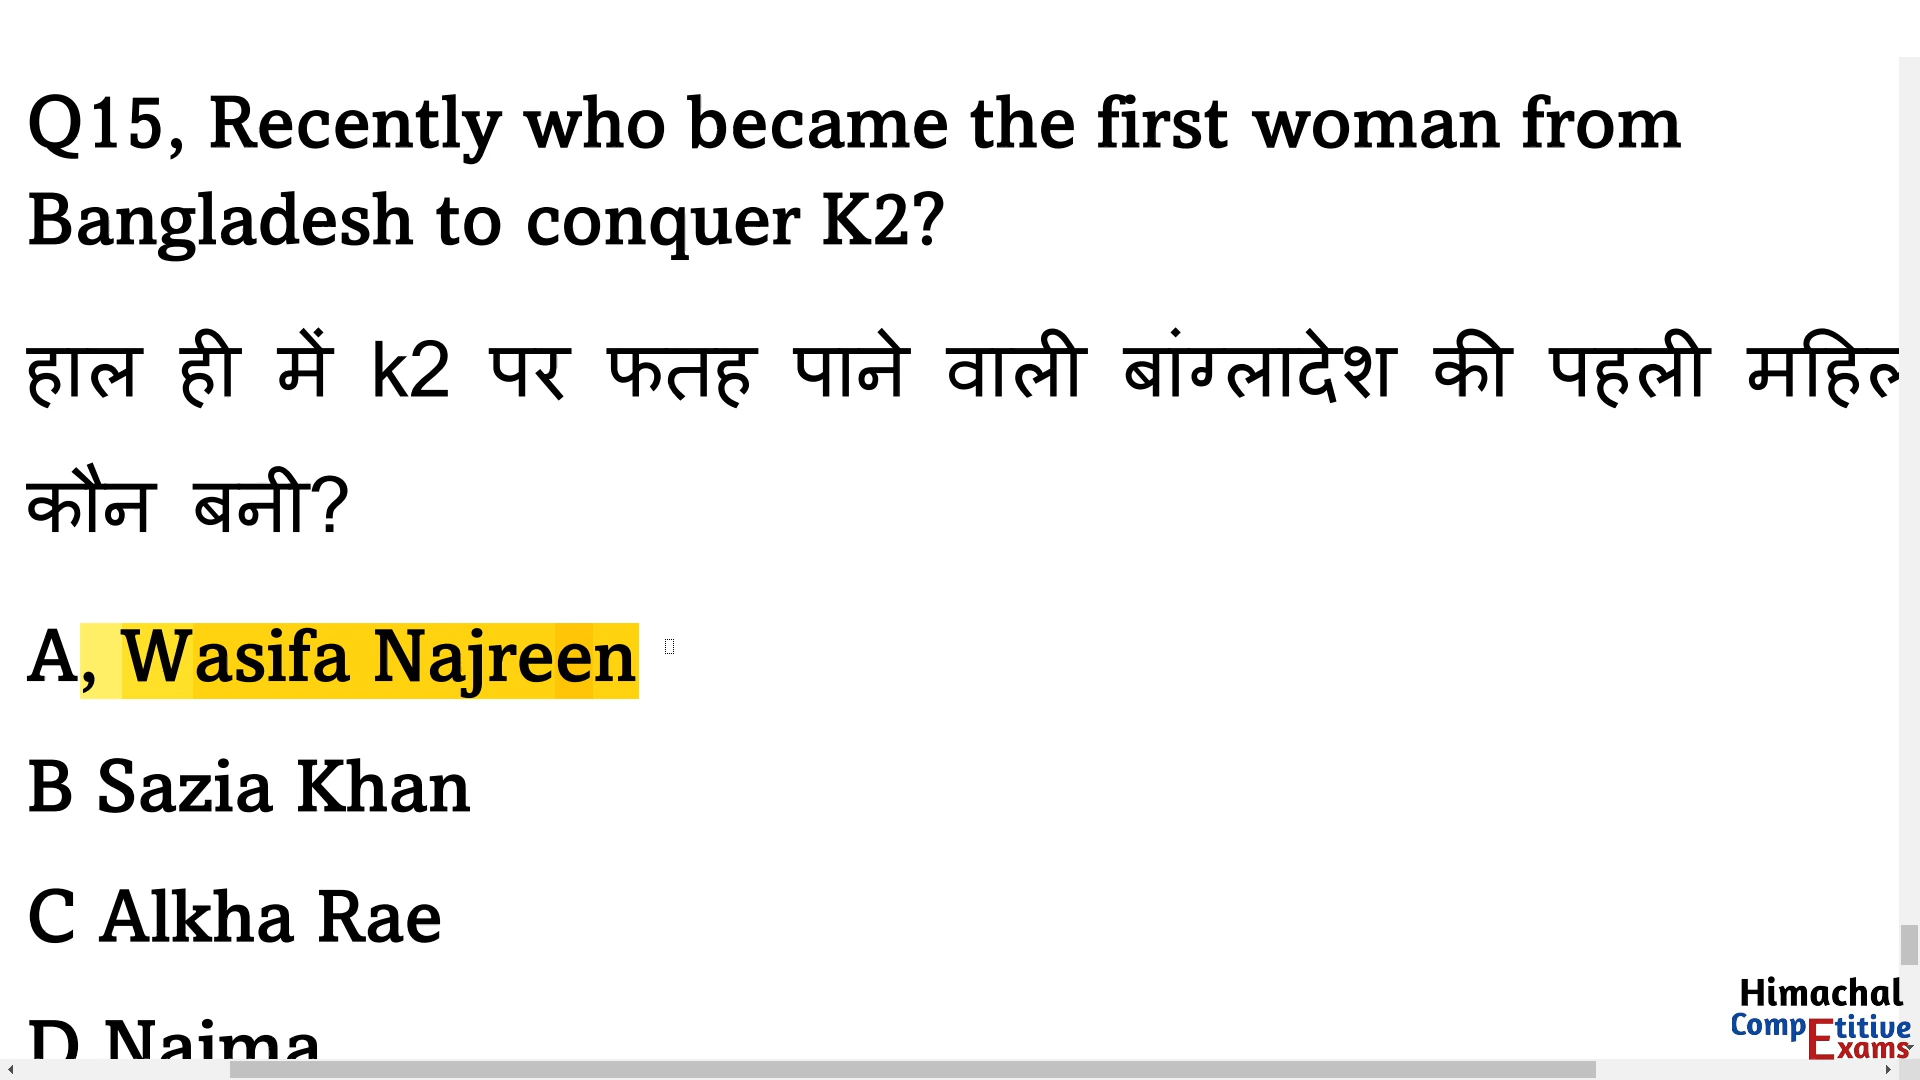 Q15, Recently who became the first woman from
Bangladesh to conquer K2?
हाल ही में k2 पर फतह पाने वाली बांग्लादेश की पहली
कौन बनी?
A, Wasifa Najreen
B Sazia Khan
C Alkha Rae
D Naima
Himachal
CompEtitive
Exams